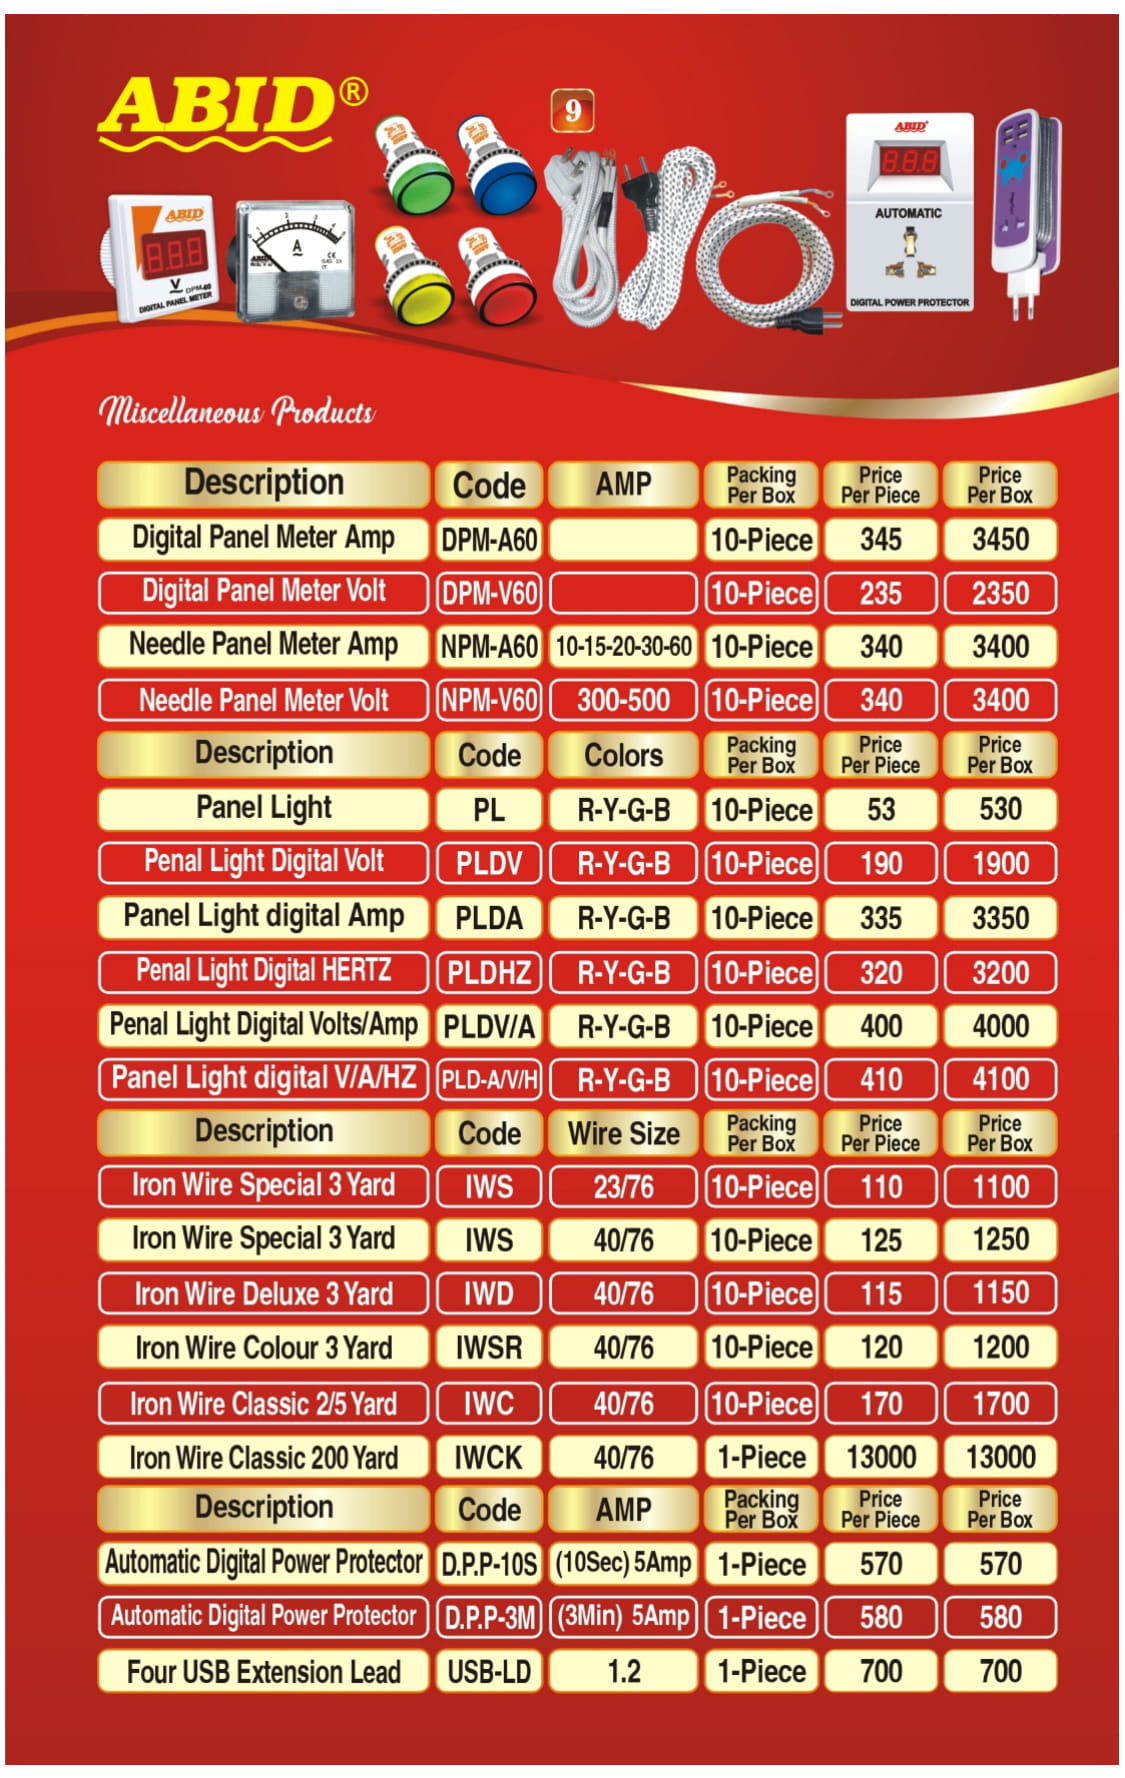 ABID®
9
ABID
V
DPM-60
DIGITAL PANEL METER
A
ABID
ABID®
AUTOMATIC
DIGITAL POWER PROTECTOR
Miscellaneous Products
Description Code AMP Packing Per Box Price Per Piece Price Per Box
Digital Panel Meter Amp DPM-A60 10-Piece 345 3450
Digital Panel Meter Volt DPM-V60 10-Piece 235 2350
Needle Panel Meter Amp NPM-A60 10-15-20-30-60 10-Piece 340 3400
Needle Panel Meter Volt NPM-V60 300-500 10-Piece 340 3400
Description Code Colors Packing Per Box Price Per Piece Price Per Box
Panel Light PL R-Y-G-B 10-Piece 53 530
Penal Light Digital Volt PLDV R-Y-G-B 10-Piece 190 1900
Panel Light digital Amp PLDA R-Y-G-B 10-Piece 335 3350
Penal Light Digital HERTZ PLDHZ R-Y-G-B 10-Piece 320 3200
Penal Light Digital Volts/Amp PLDV/A R-Y-G-B 10-Piece 400 4000
Panel Light digital V/A/HZ PLD-A/V/H R-Y-G-B 10-Piece 410 4100
Description Code Wire Size Packing Per Box Price Per Piece Price Per Box
Iron Wire Special 3 Yard IWS 23/76 10-Piece 110 1100
Iron Wire Special 3 Yard IWS 40/76 10-Piece 125 1250
Iron Wire Deluxe 3 Yard IWD 40/76 10-Piece 115 1150
Iron Wire Colour 3 Yard IWSR 40/76 10-Piece 120 1200
Iron Wire Classic 2/5 Yard IWC 40/76 10-Piece 170 1700
Iron Wire Classic 200 Yard IWCK 40/76 1-Piece 13000 13000
Description Code AMP Packing Per Box Price Per Piece Price Per Box
Automatic Digital Power Protector D.P.P-10S (10Sec) 5Amp 1-Piece 570 570
Automatic Digital Power Protector D.P.P-3M (3Min) 5Amp 1-Piece 580 580
Four USB Extension Lead USB-LD 1.2 1-Piece 700 700